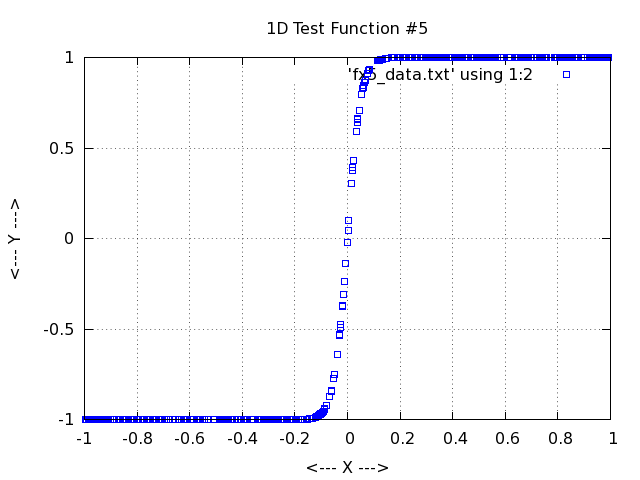 1D Test Function #5
'fx5_data.txt' using 1:2
1
0.5
0
-0.5
-1
<--- Y --->
-1 -0.8 -0.6 -0.4 -0.2 0 0.2 0.4 0.6 0.8 1
<--- X --->